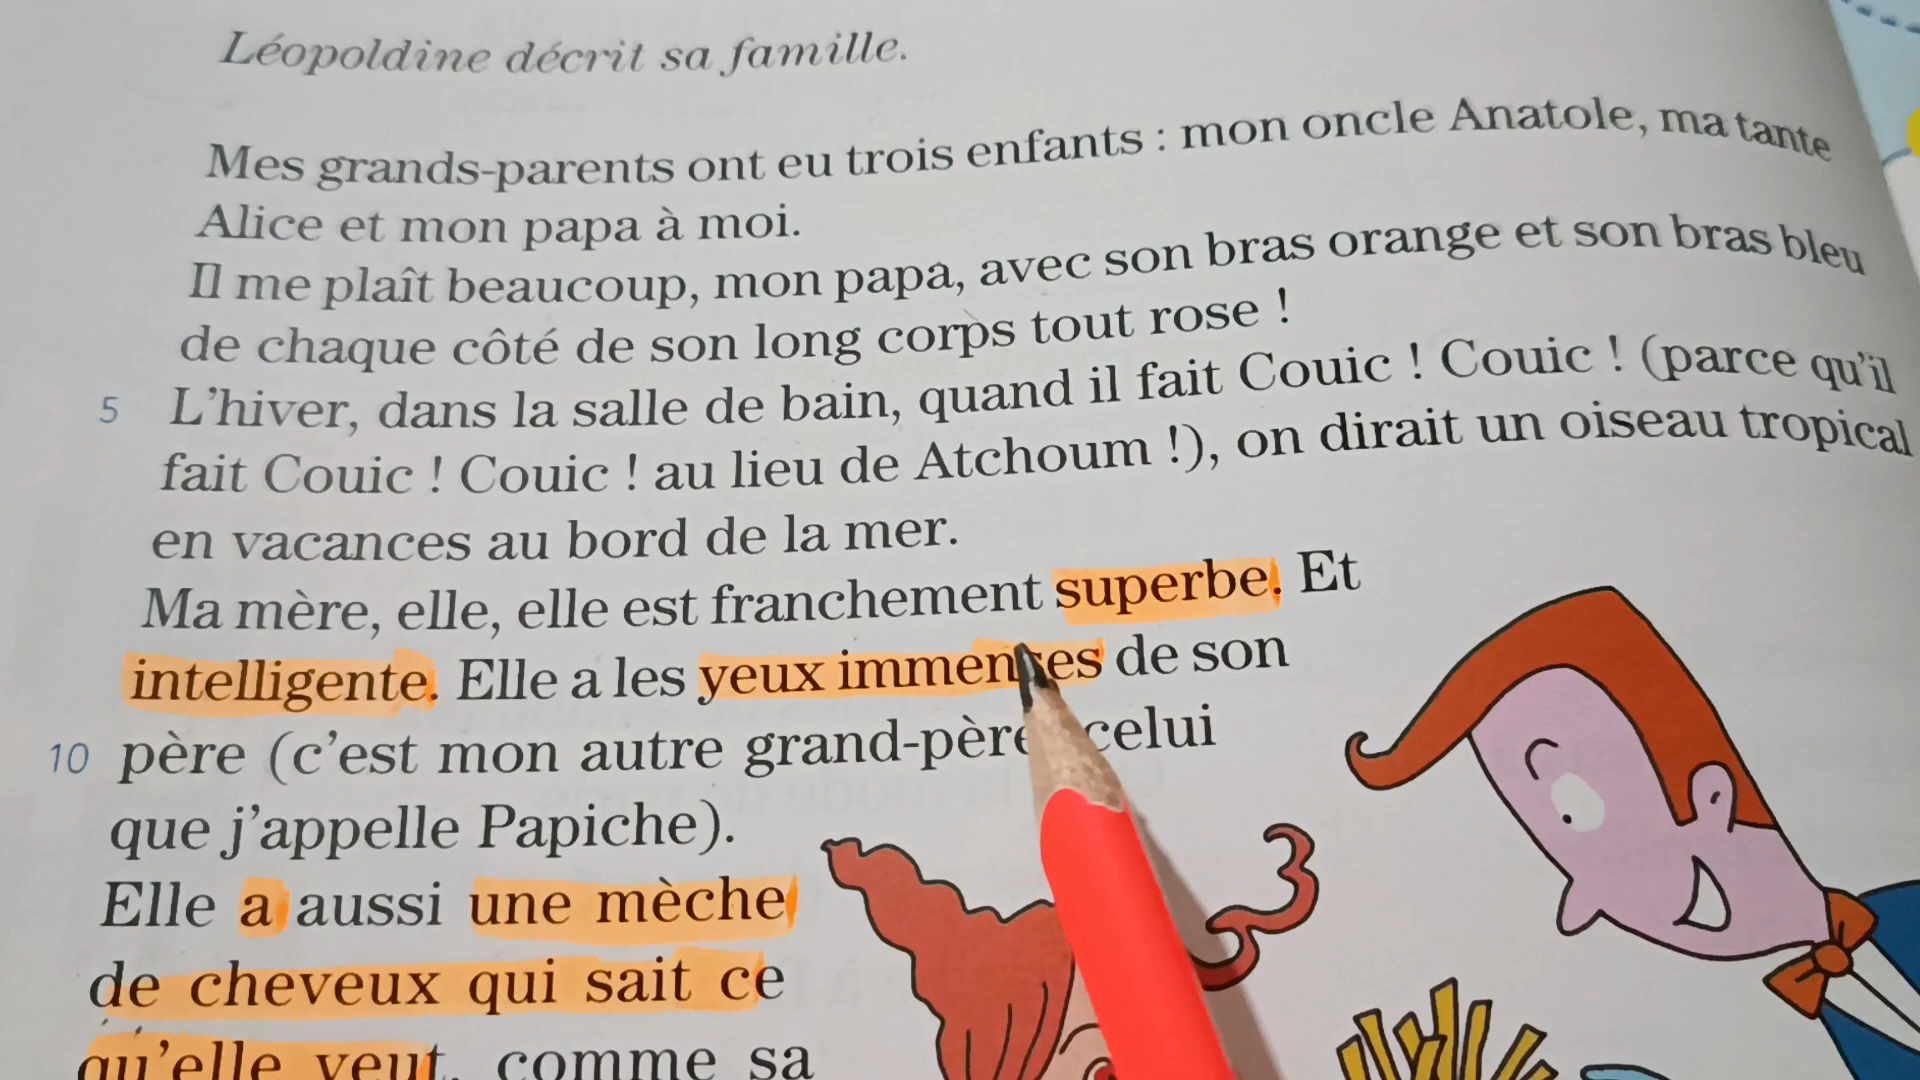 Léopoldine décrit sa famille.
Mes grands-parents ont eu trois enfants : mon oncle Anatole, ma tante
Alice et mon papa à moi.
Il me plaît beaucoup, mon papa, avec son bras orange et son bras bleu
de chaque côté de son long corps tout rose !
5 L'hiver, dans la salle de bain, quand il fait Couic ! Couic ! (parce qu'il
fait Couic ! Couic ! au lieu de Atchoum !), on dirait un oiseau tropical
en vacances au bord de la mer.
Ma mère, elle, elle est franchement superbe. Et
intelligente. Elle a les yeux immenses de son
10 père (c'est mon autre grand-père celui
que j'appelle Papiche).
Elle a aussi une mèche
de cheveux qui sait ce
qu'elle veut, comme sa